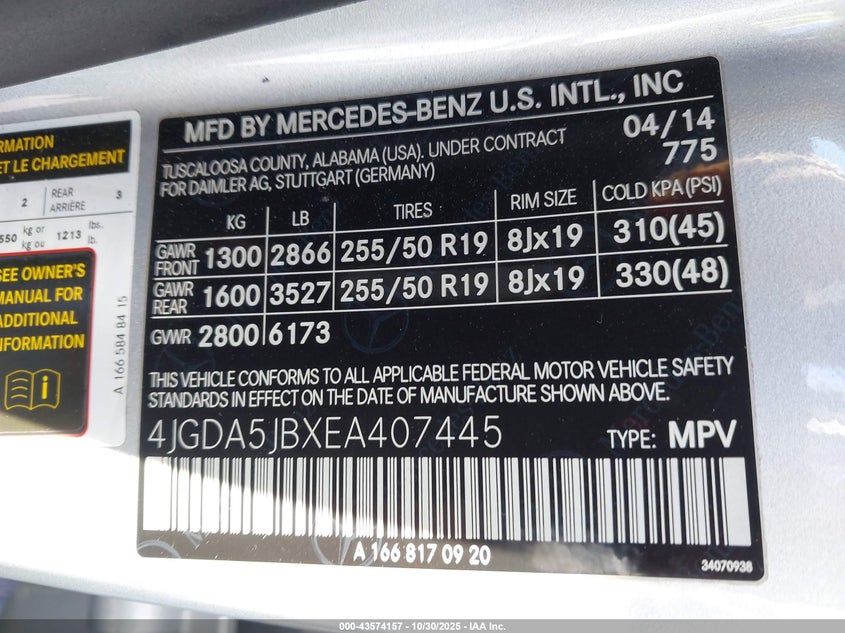 RMATION
ET LE CHARGEMENT
2 REAR ARRIÈRE 3
550 kg or kg ou 1213 lbs. lb.
SEE OWNER'S
MANUAL FOR
ADDITIONAL
INFORMATION
A 166 584 84 15
MFD BY MERCEDES-BENZ U.S. INTL., INC
TUSCALOOSA COUNTY, ALABAMA (USA). UNDER CONTRACT
FOR DAIMLER AG, STUTTGART (GERMANY)
04/14
775
KG LB TIRES RIM SIZE COLD KPA (PSI)
GAWR FRONT 1300 2866 255/50 R19 8Jx19 310(45)
GAWR REAR 1600 3527 255/50 R19 8Jx19 330(48)
GVWR 2800 6173
THIS VEHICLE CONFORMS TO ALL APPLICABLE FEDERAL MOTOR VEHICLE SAFETY
STANDARDS IN EFFECT ON THE DATE OF MANUFACTURE SHOWN ABOVE.
4JGDA5JBXEA407445 TYPE: MPV
A 166 817 09 20
34070938
000-43574157 - 10/30/2025 - IAA Inc.